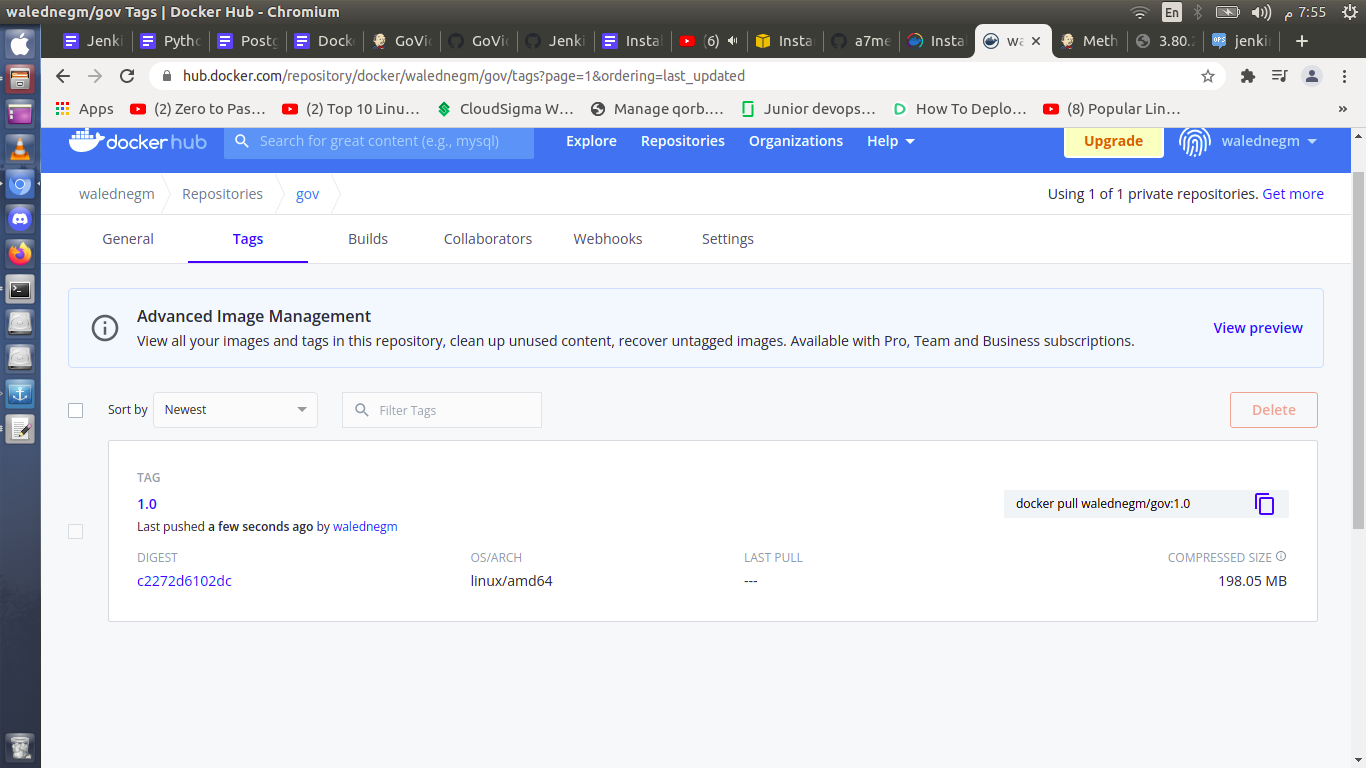 walednegm/gov Tags | Docker Hub - Chromium
En
7:55 م
Jenki
Pytho
Postg
Dock
GoVio
GoVio
Jenki
Insta
(6)
Insta
a7me
Insta
wa
Meth
3.80.
jenki
hub.docker.com/repository/docker/walednegm/gov/tags?page=1&ordering=last_updated
Apps
(2) Zero to Pas…
(2) Top 10 Linu…
CloudSigma W…
Manage qorb.…
Junior devops…
How To Deplo…
(8) Popular Lin…
»
dockerhub
Search for great content (e.g., mysql)
Explore
Repositories
Organizations
Help
Upgrade
walednegm
walednegm
Repositories
gov
Using 1 of 1 private repositories. Get more
General
Tags
Builds
Collaborators
Webhooks
Settings
Advanced Image Management
View all your images and tags in this repository, clean up unused content, recover untagged images. Available with Pro, Team and Business subscriptions.
View preview
Sort by
Newest
Filter Tags
Delete
TAG
1.0
docker pull walednegm/gov:1.0
Last pushed a few seconds ago by walednegm
DIGEST
OS/ARCH
LAST PULL
COMPRESSED SIZE
c2272d6102dc
linux/amd64
---
198.05 MB